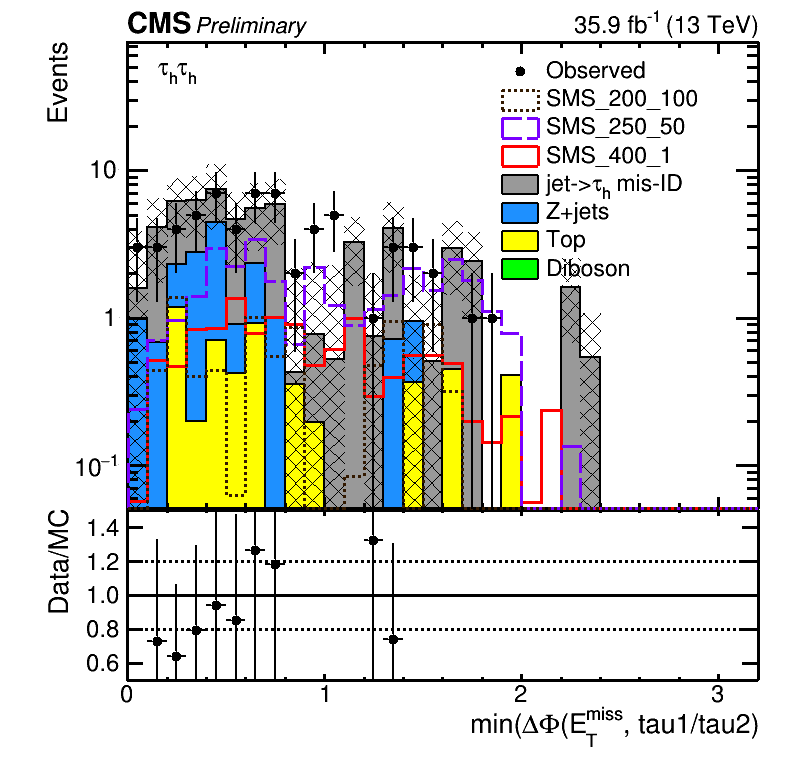 CMS Preliminary 35.9 fb⁻¹ (13 TeV)
Events
τₕτₕ
Observed
SMS_200_100
SMS_250_50
SMS_400_1
jet->τₕ mis-ID
Z+jets
Top
Diboson
10
1
10⁻¹
Data/MC
1.4
1.2
1.0
0.8
0.6
0 1 2 3
min(ΔΦ(E_T^miss, tau1/tau2)